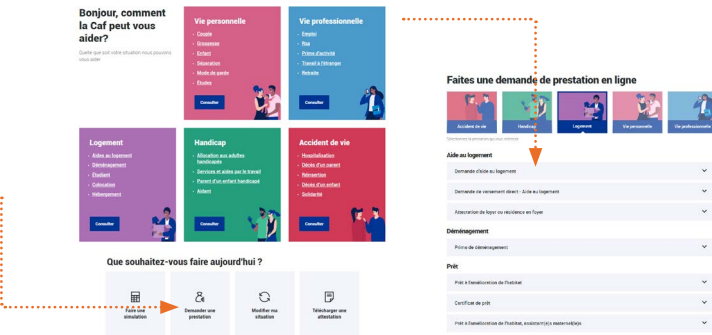 Bonjour, comment
la Caf peut vous
aider?
Quelle que soit votre situation nous pouvons
vous aider
Vie personnelle
Couple
Grossesse
Enfant
Séparation
Mode de garde
Études
Consulter
Vie professionnelle
Emploi
Rsa
Prime d'activité
Travail à l'étranger
Retraite
Consulter
Logement
Aides au logement
Déménagement
Étudiant
Colocation
Hébergement
Consulter
Handicap
Allocation aux adultes
handicapés
Services et aides par le travail
Parent d'un enfant handicapé
Aidant
Consulter
Accident de vie
Hospitalisation
Décès d'un parent
Réinsertion
Décès d'un enfant
Solidarité
Consulter
Que souhaitez-vous faire aujourd'hui ?
Faire une
simulation
Demander une
prestation
Modifier ma
situation
Télécharger une
attestation
Faites une demande de prestation en ligne
Accident de vie
Handicap
Logement
Vie personnelle
Vie professionnelle
Aide au logement
Demande d'aide au logement
Demande de versement direct - Aide au logement
Attestation de loyer ou résidence en foyer
Déménagement
Prime de déménagement
Prêt
Prêt à l'amélioration de l'habitat
Certificat de prêt
Prêt à l'amélioration de l'habitat, assistant(e)s maternel(le)s